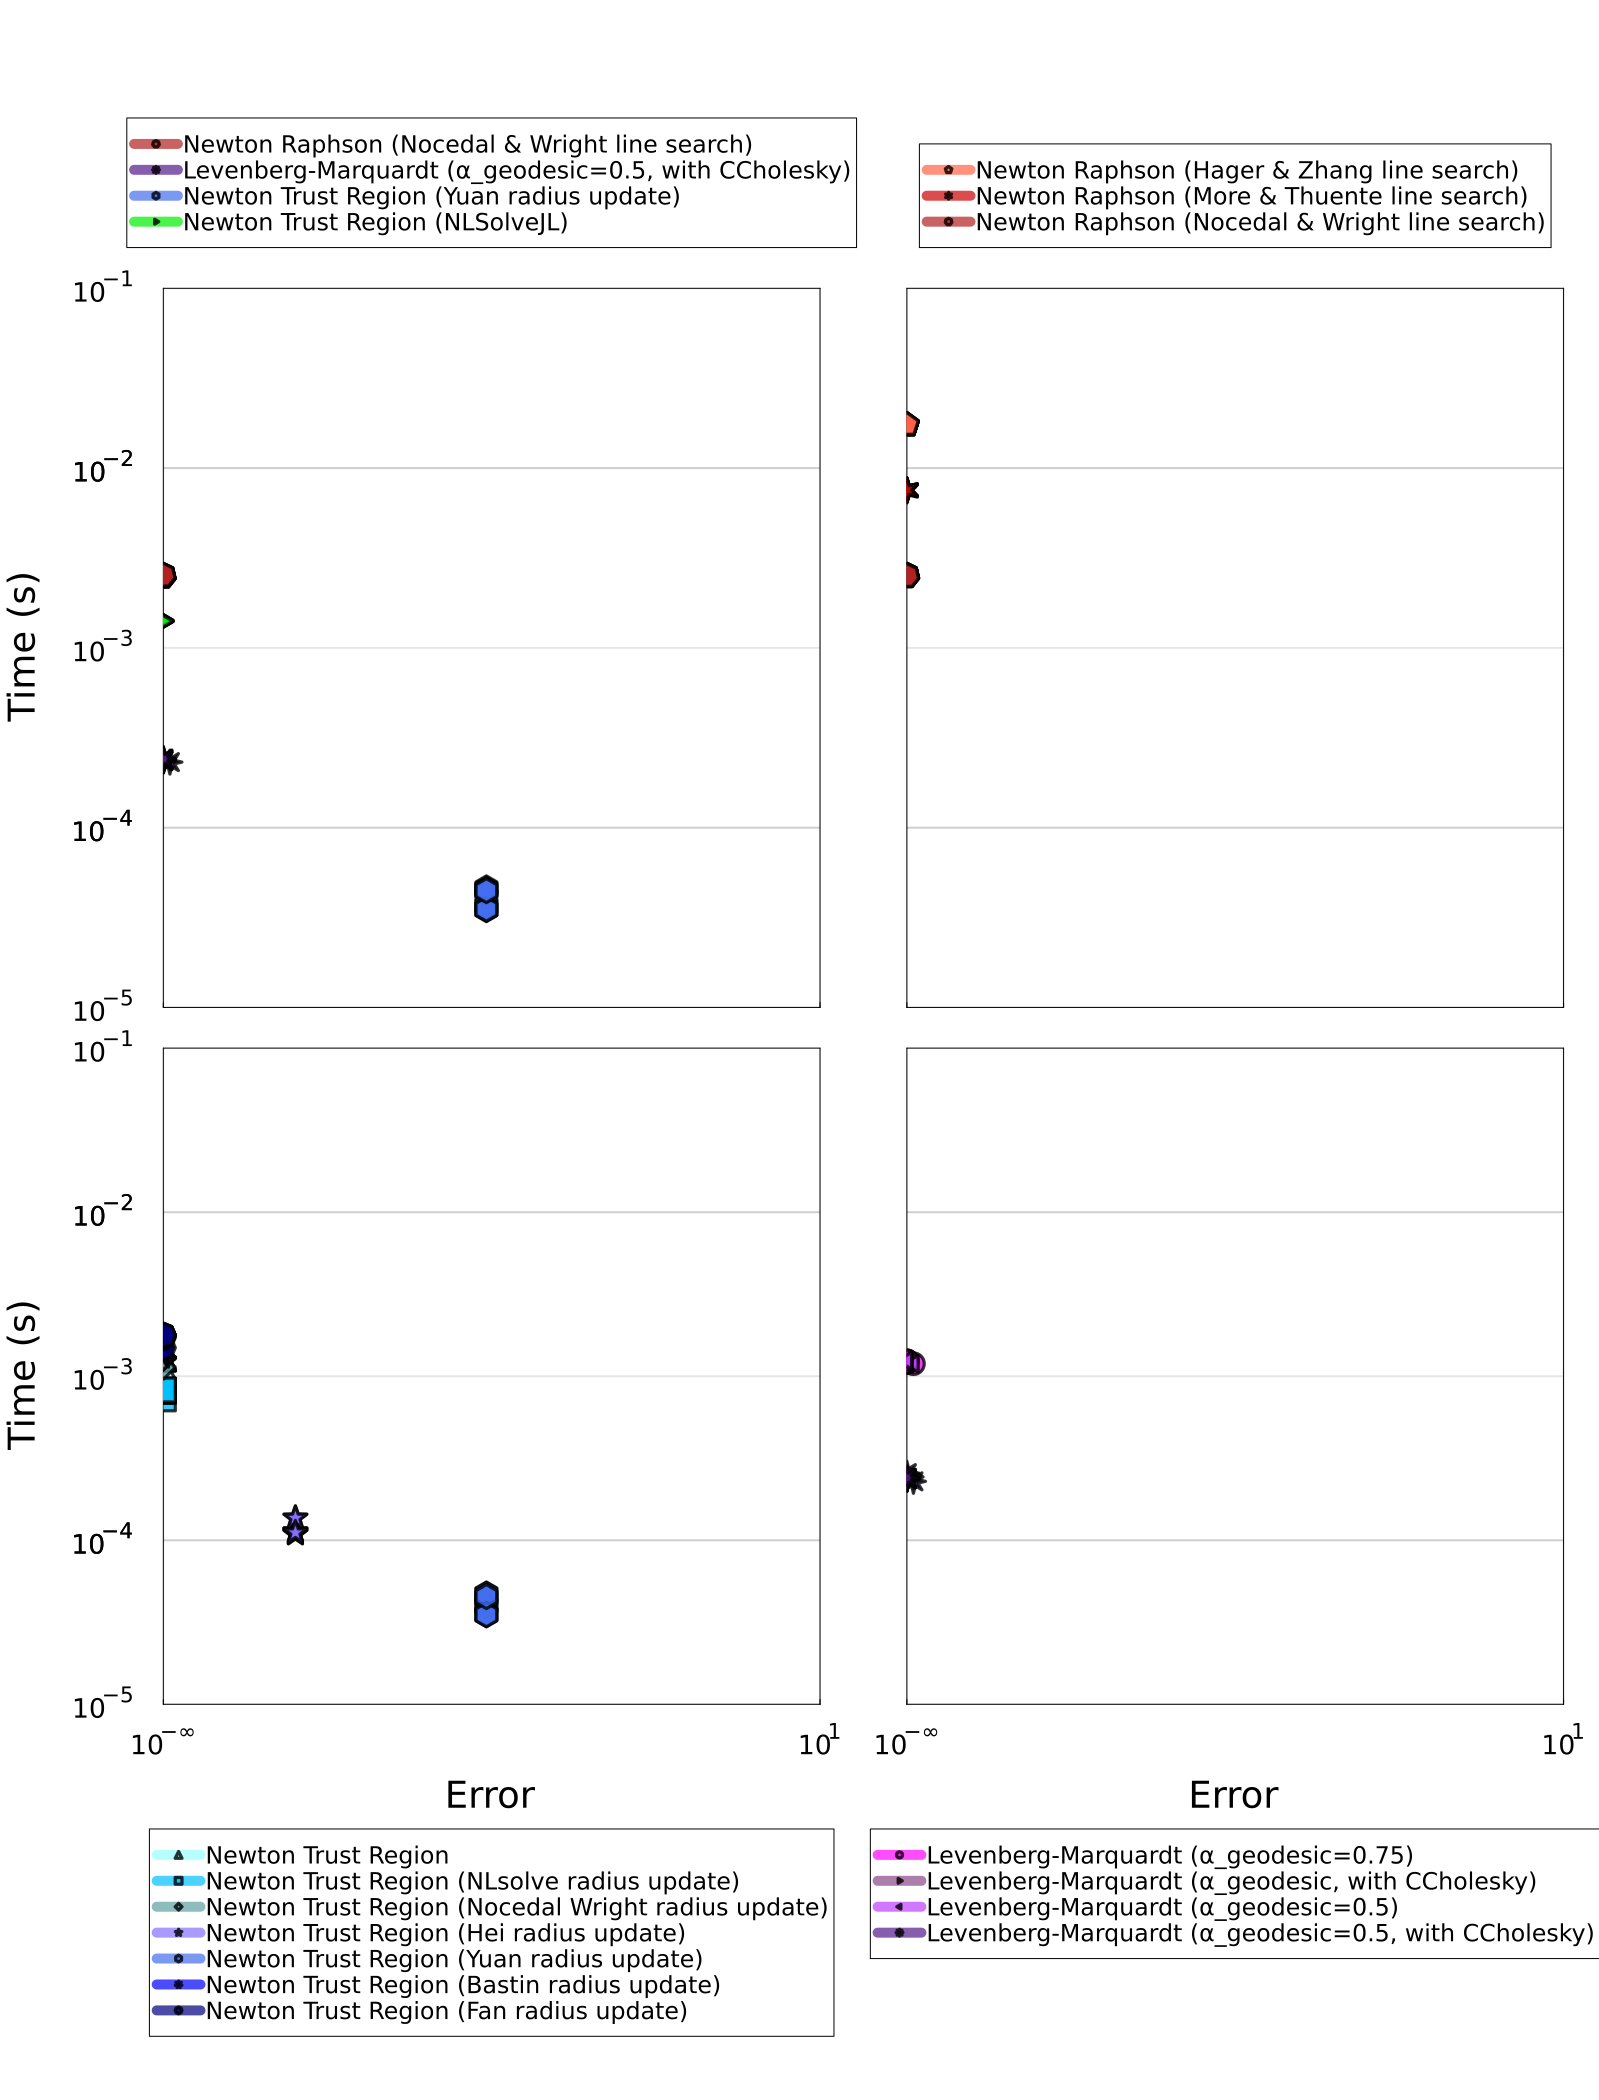 Newton Raphson (Nocedal & Wright line search)
Levenberg-Marquardt (α_geodesic=0.5, with CCholesky)
Newton Trust Region (Yuan radius update)
Newton Trust Region (NLSolveJL)
Newton Raphson (Hager & Zhang line search)
Newton Raphson (More & Thuente line search)
Newton Raphson (Nocedal & Wright line search)
10⁻¹
10⁻²
10⁻³
10⁻⁴
10⁻⁵
Time (s)
10⁻¹
10⁻²
10⁻³
10⁻⁴
10⁻⁵
Time (s)
10^−∞
10¹
10^−∞
10¹
Error
Error
Newton Trust Region
Newton Trust Region (NLsolve radius update)
Newton Trust Region (Nocedal Wright radius update)
Newton Trust Region (Hei radius update)
Newton Trust Region (Yuan radius update)
Newton Trust Region (Bastin radius update)
Newton Trust Region (Fan radius update)
Levenberg-Marquardt (α_geodesic=0.75)
Levenberg-Marquardt (α_geodesic, with CCholesky)
Levenberg-Marquardt (α_geodesic=0.5)
Levenberg-Marquardt (α_geodesic=0.5, with CCholesky)